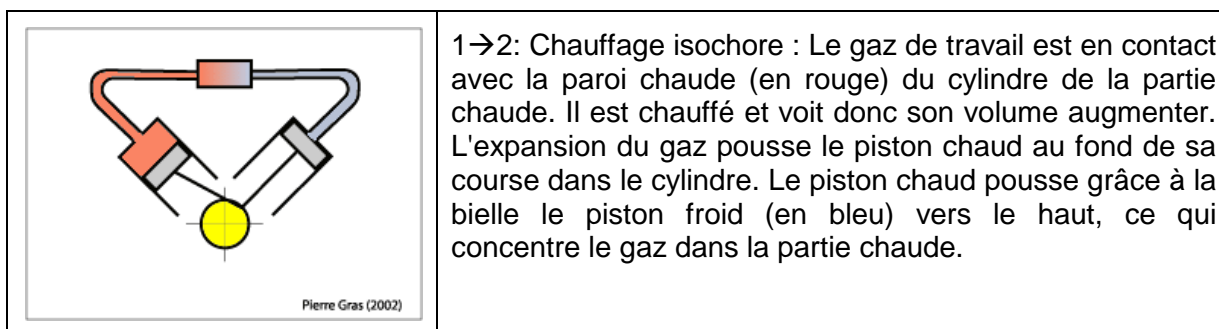 1→2: Chauffage isochore : Le gaz de travail est en contact
avec la paroi chaude (en rouge) du cylindre de la partie
chaude. Il est chauffé et voit donc son volume augmenter.
L'expansion du gaz pousse le piston chaud au fond de sa
course dans le cylindre. Le piston chaud pousse grâce à la
bielle le piston froid (en bleu) vers le haut, ce qui
concentre le gaz dans la partie chaude.
Pierre Gras (2002)